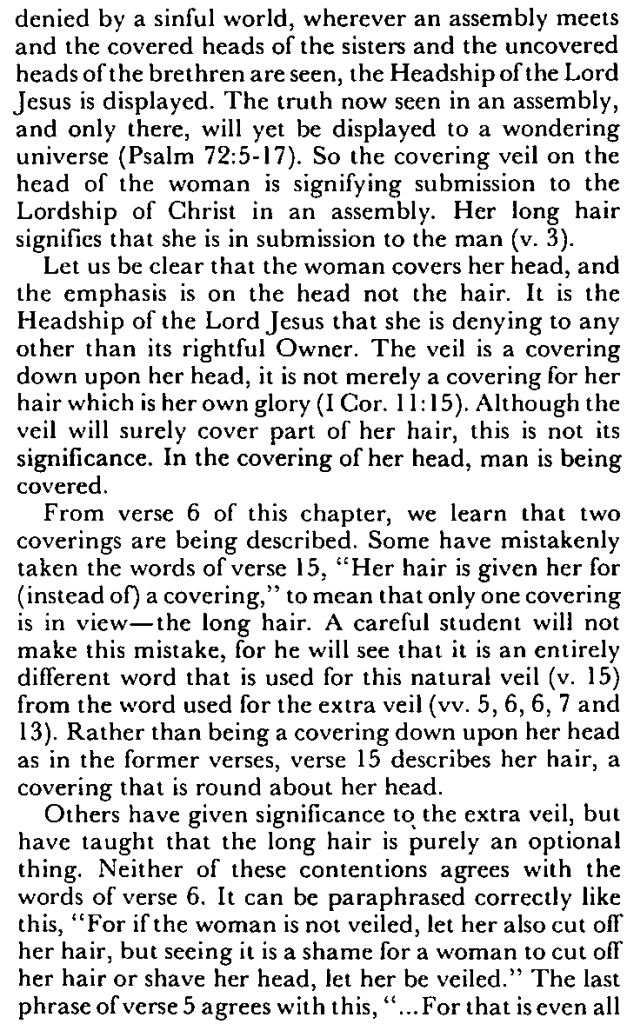 denied by a sinful world, wherever an assembly meets
and the covered heads of the sisters and the uncovered
heads of the brethren are seen, the Headship of the Lord
Jesus is displayed. The truth now seen in an assembly,
and only there, will yet be displayed to a wondering
universe (Psalm 72:5-17). So the covering veil on the
head of the woman is signifying submission to the
Lordship of Christ in an assembly. Her long hair
signifies that she is in submission to the man (v. 3).
Let us be clear that the woman covers her head, and
the emphasis is on the head not the hair. It is the
Headship of the Lord Jesus that she is denying to any
other than its rightful Owner. The veil is a covering
down upon her head, it is not merely a covering for her
hair which is her own glory (I Cor. 11:15). Although the
veil will surely cover part of her hair, this is not its
significance. In the covering of her head, man is being
covered.
From verse 6 of this chapter, we learn that two
coverings are being described. Some have mistakenly
taken the words of verse 15, “Her hair is given her for
(instead of) a covering,” to mean that only one covering
is in view—the long hair. A careful student will not
make this mistake, for he will see that it is an entirely
different word that is used for this natural veil (v. 15)
from the word used for the extra veil (vv. 5, 6, 6, 7 and
13). Rather than being a covering down upon her head
as in the former verses, verse 15 describes her hair, a
covering that is round about her head.
Others have given significance to the extra veil, but
have taught that the long hair is purely an optional
thing. Neither of these contentions agrees with the
words of verse 6. It can be paraphrased correctly like
this, “For if the woman is not veiled, let her also cut off
her hair, but seeing it is a shame for a woman to cut off
her hair or shave her head, let her be veiled.” The last
phrase of verse 5 agrees with this, “...For that is even all